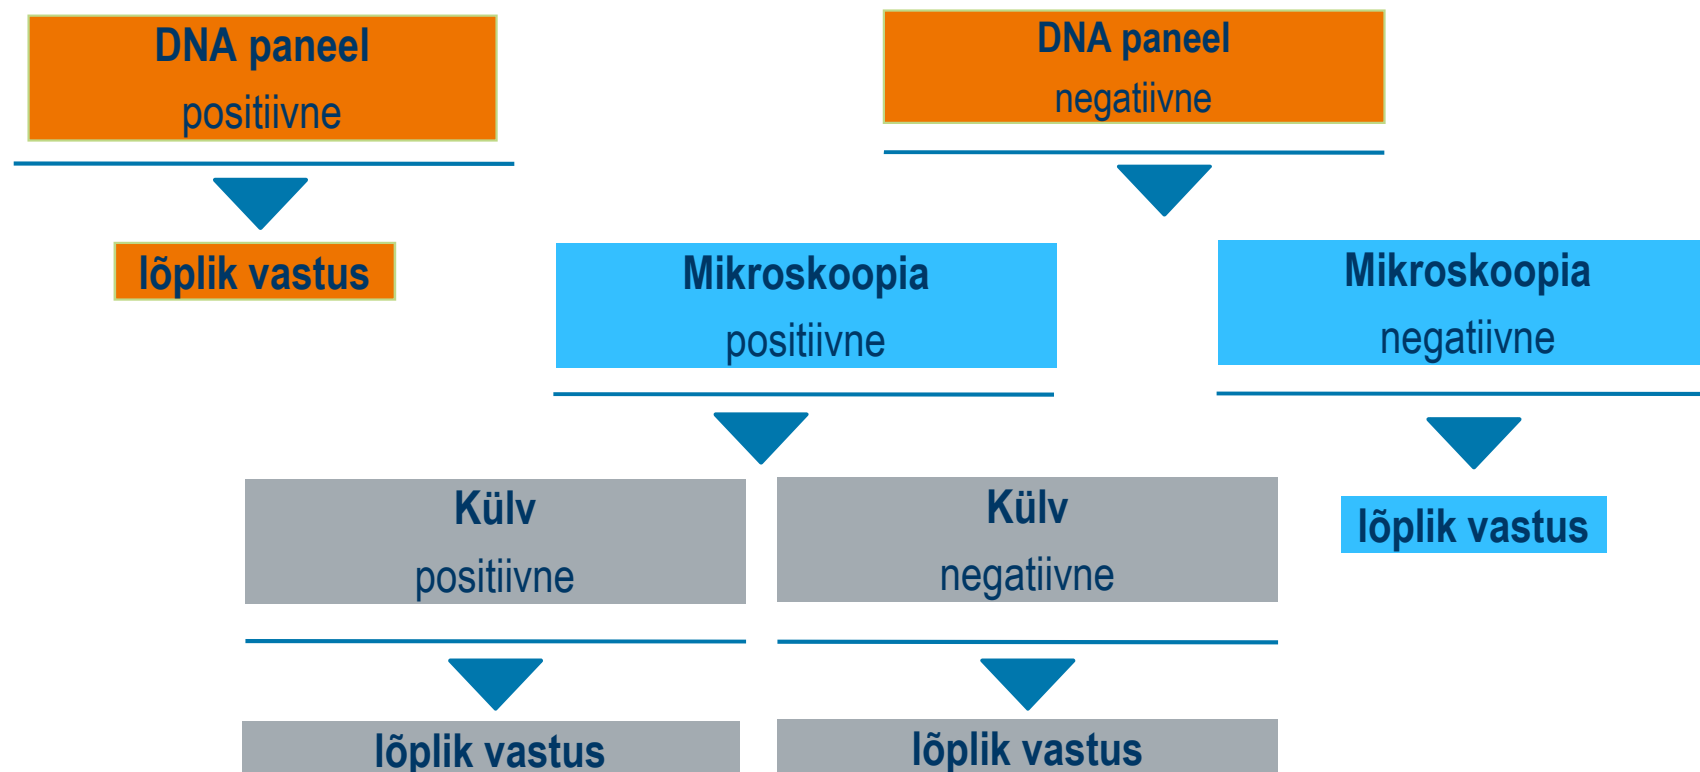 DNA paneel
positiivne
DNA paneel
negatiivne
lõplik vastus
Mikroskoopia
positiivne
Mikroskoopia
negatiivne
Külv
positiivne
Külv
negatiivne
lõplik vastus
lõplik vastus
lõplik vastus